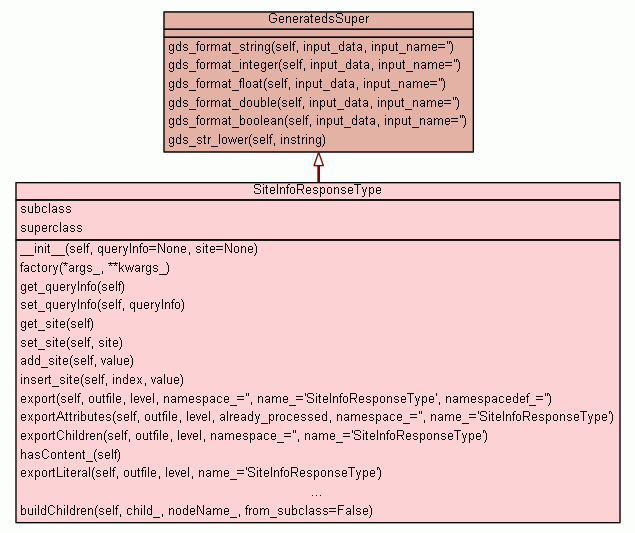 GeneratedsSuper
gds_format_string(self, input_data, input_name='')
gds_format_integer(self, input_data, input_name='')
gds_format_float(self, input_data, input_name='')
gds_format_double(self, input_data, input_name='')
gds_format_boolean(self, input_data, input_name='')
gds_str_lower(self, instring)
SiteInfoResponseType
subclass
superclass
__init__(self, queryInfo=None, site=None)
factory(*args_, **kwargs_)
get_queryInfo(self)
set_queryInfo(self, queryInfo)
get_site(self)
set_site(self, site)
add_site(self, value)
insert_site(self, index, value)
export(self, outfile, level, namespace_='', name_='SiteInfoResponseType', namespacedef_='')
exportAttributes(self, outfile, level, already_processed, namespace_='', name_='SiteInfoResponseType')
exportChildren(self, outfile, level, namespace_='', name_='SiteInfoResponseType')
hasContent_(self)
exportLiteral(self, outfile, level, name_='SiteInfoResponseType')
...
buildChildren(self, child_, nodeName_, from_subclass=False)